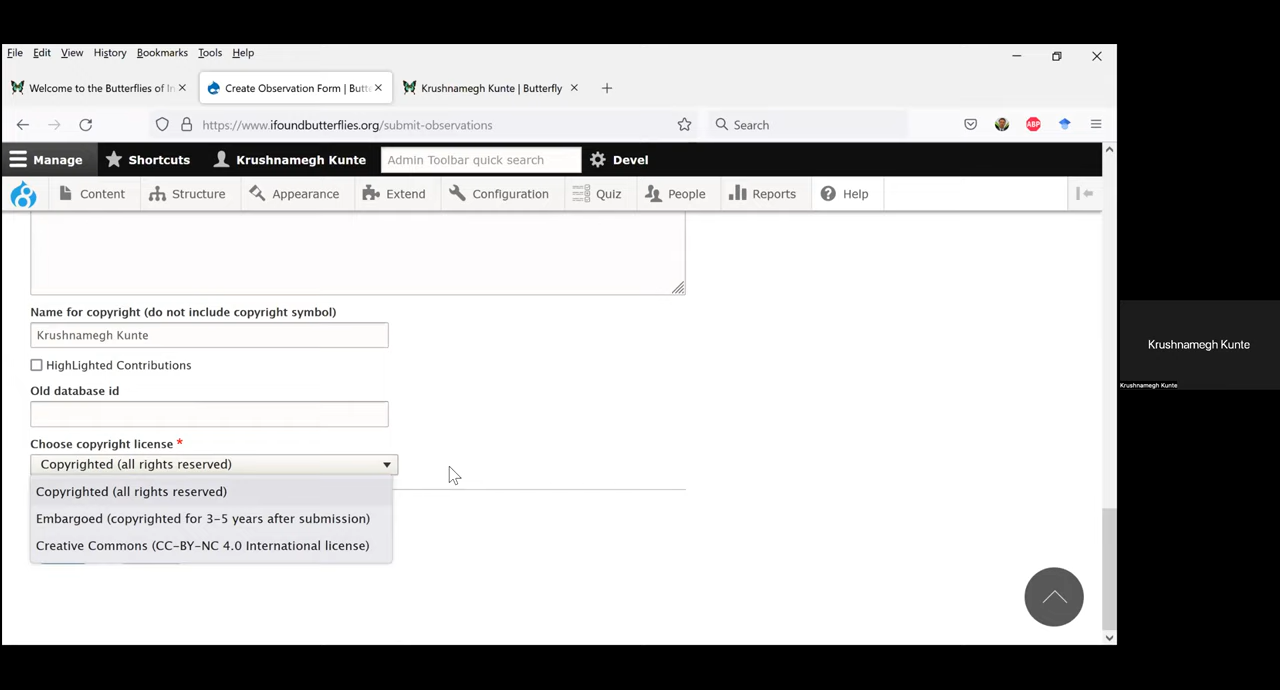 File Edit View History Bookmarks Tools Help
Welcome to the Butterflies of In
Create Observation Form | Butte
Krushnamegh Kunte | Butterfly
https://www.ifoundbutterflies.org/submit-observations
Search
ABP
Manage Shortcuts Krushnamegh Kunte Admin Toolbar quick search Devel
Content Structure Appearance Extend Configuration Quiz People Reports Help
Name for copyright (do not include copyright symbol)
Krushnamegh Kunte
HighLighted Contributions
Old database id
Choose copyright license *
Copyrighted (all rights reserved)
Copyrighted (all rights reserved)
Embargoed (copyrighted for 3-5 years after submission)
Creative Commons (CC-BY-NC 4.0 International license)
Krushnamegh Kunte
Krushnamegh Kunte